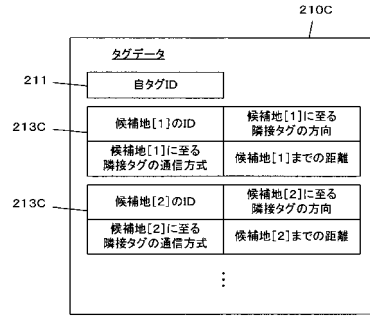 210C
タグデータ
211
自タグID
213C
候補地[1}のID
候補地[1]に至る
隣接タグの方向
候補地[1]に至る
隣接タグの通信方式
候補地[1]までの距離
213C
候補地[2]のID
候補地[2]に至る
隣接タグの方向
候補地[2]に至る
隣接タグの通信方式
候補地[2]までの距離
⋮